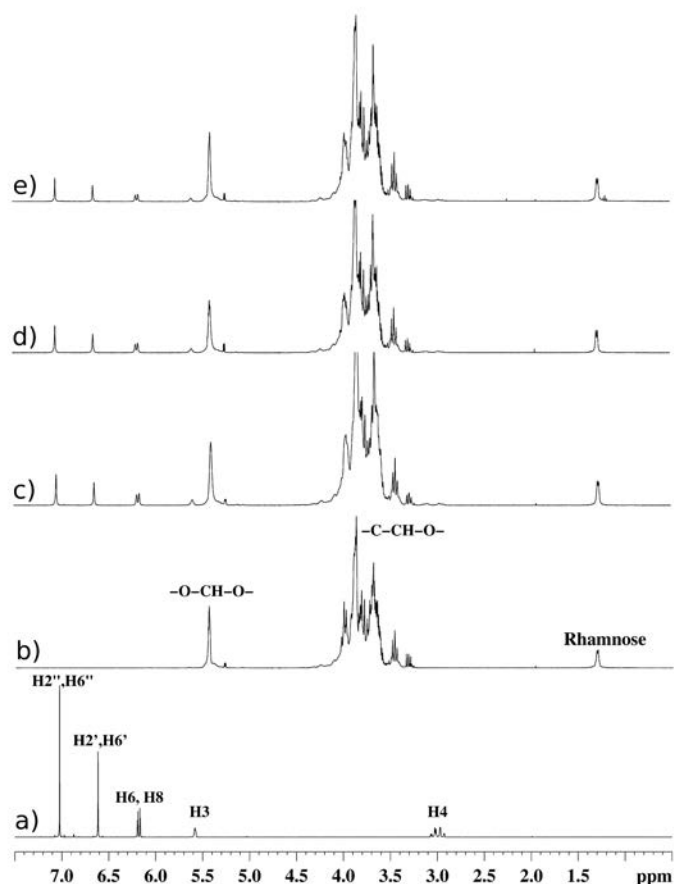 e)
d)
c)
–C–CH–O–
–O–CH–O–
b)
Rhamnose
H2'',H6''
H2',H6'
H6, H8
H3
H4
a)
7.0 6.5 6.0 5.5 5.0 4.5 4.0 3.5 3.0 2.5 2.0 1.5 ppm